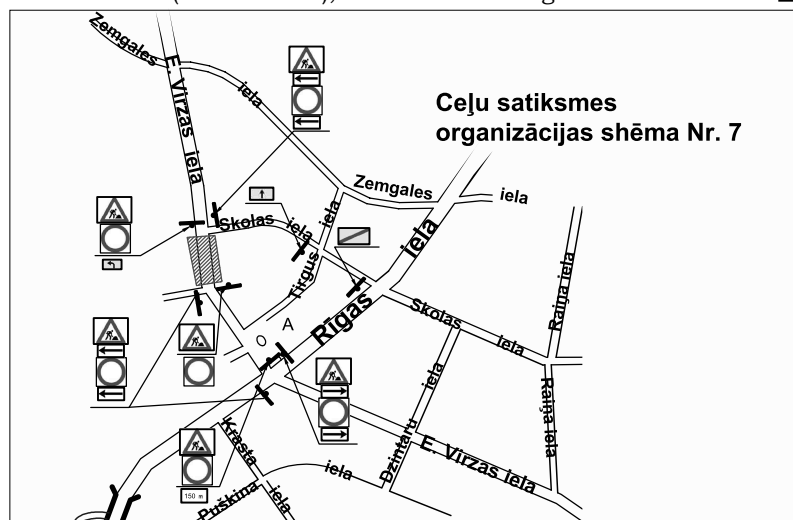 Zemgales
iela
E. Virzas iela
Ceļu satiksmes
organizācijas shēma Nr. 7
Zemgales iela
Skolas iela
iela
Tirgus
iela
Rīgas
A
Skolas
iela
Raiņa iela
Raiņa iela
Dzintaru
iela
E. Virzas iela
Krasta
iela
Puškina
iela
150 m